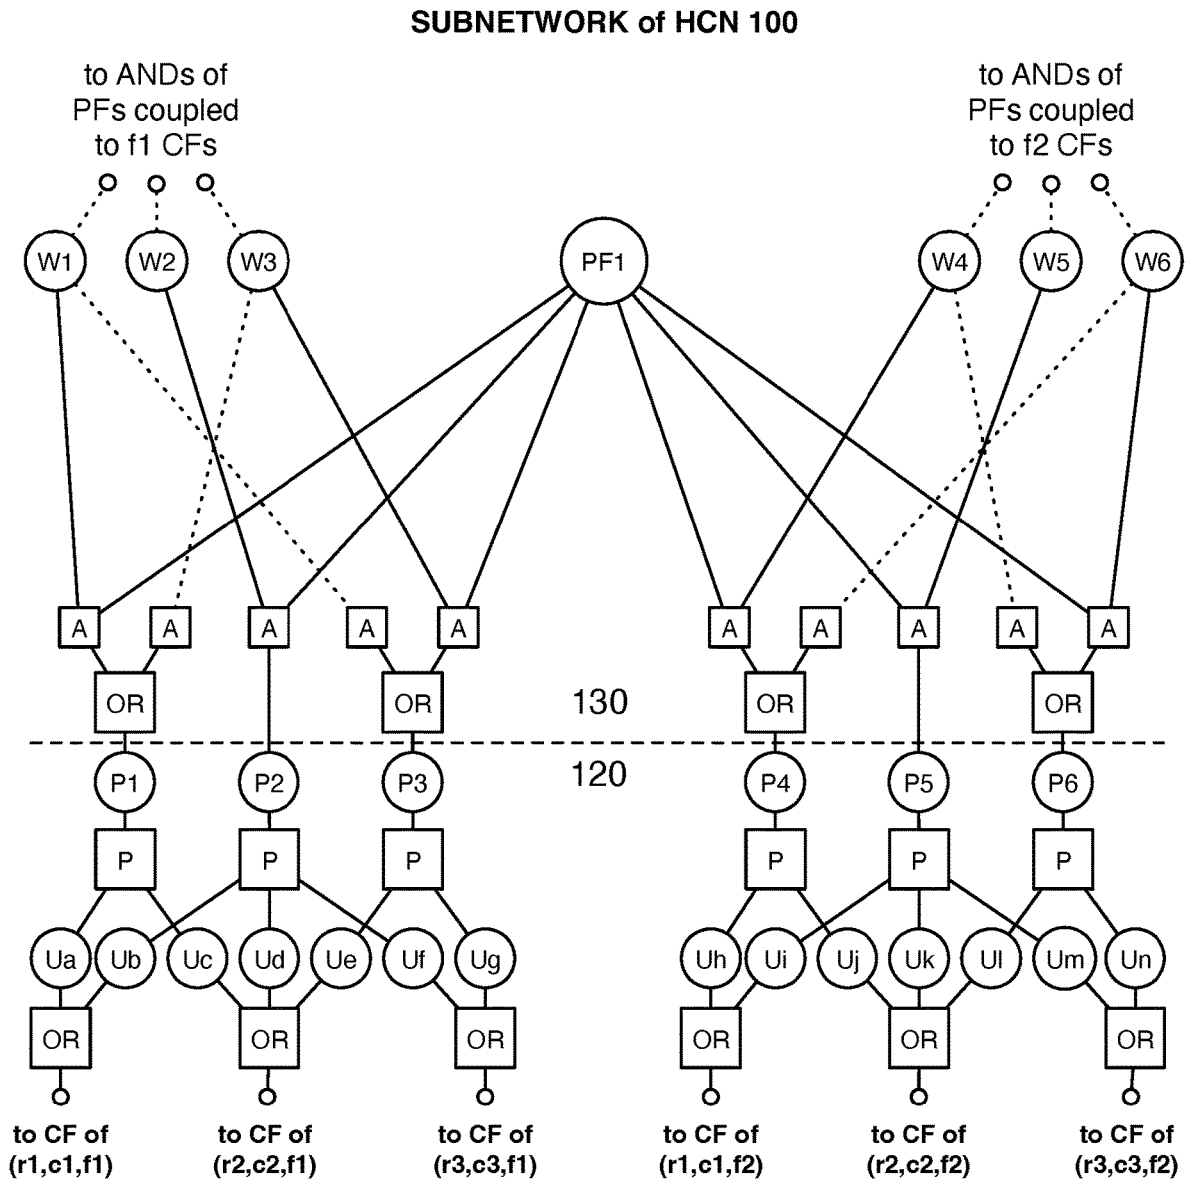 SUBNETWORK of HCN 100
to ANDs of
PFs coupled
to f1 CFs
to ANDs of
PFs coupled
to f2 CFs
W1 W2 W3 PF1 W4 W5 W6
A A A A A A A A A A
OR OR 130 OR OR
120
P1 P2 P3 P4 P5 P6
P P P P P P
Ua Ub Uc Ud Ue Uf Ug Uh Ui Uj Uk Ul Um Un
OR OR OR OR OR OR
to CF of
(r1,c1,f1)
to CF of
(r2,c2,f1)
to CF of
(r3,c3,f1)
to CF of
(r1,c1,f2)
to CF of
(r2,c2,f2)
to CF of
(r3,c3,f2)